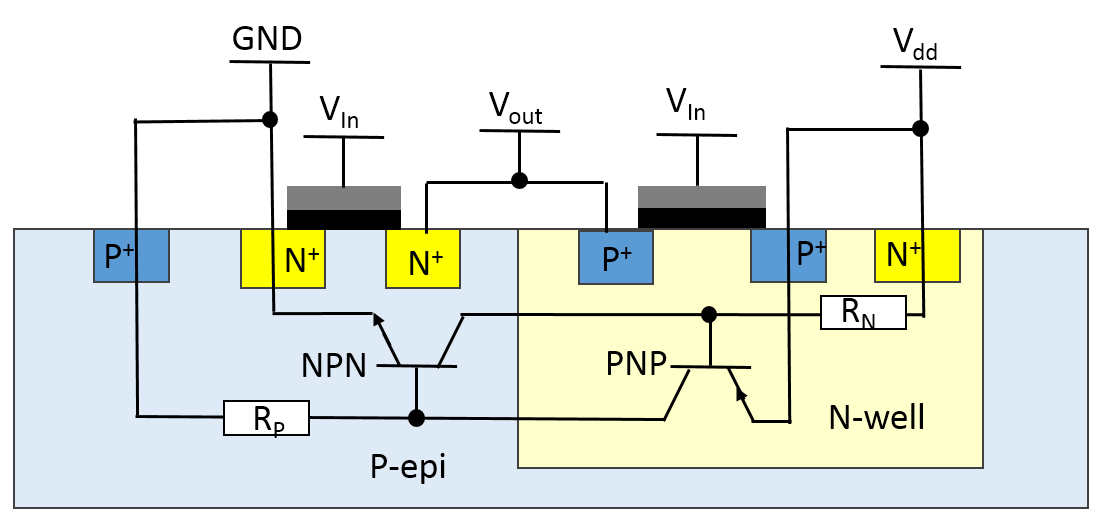 GND
Vdd
VIn
Vout
VIn
P+
N+
N+
P+
P+
N+
RN
NPN
PNP
RP
N-well
P-epi